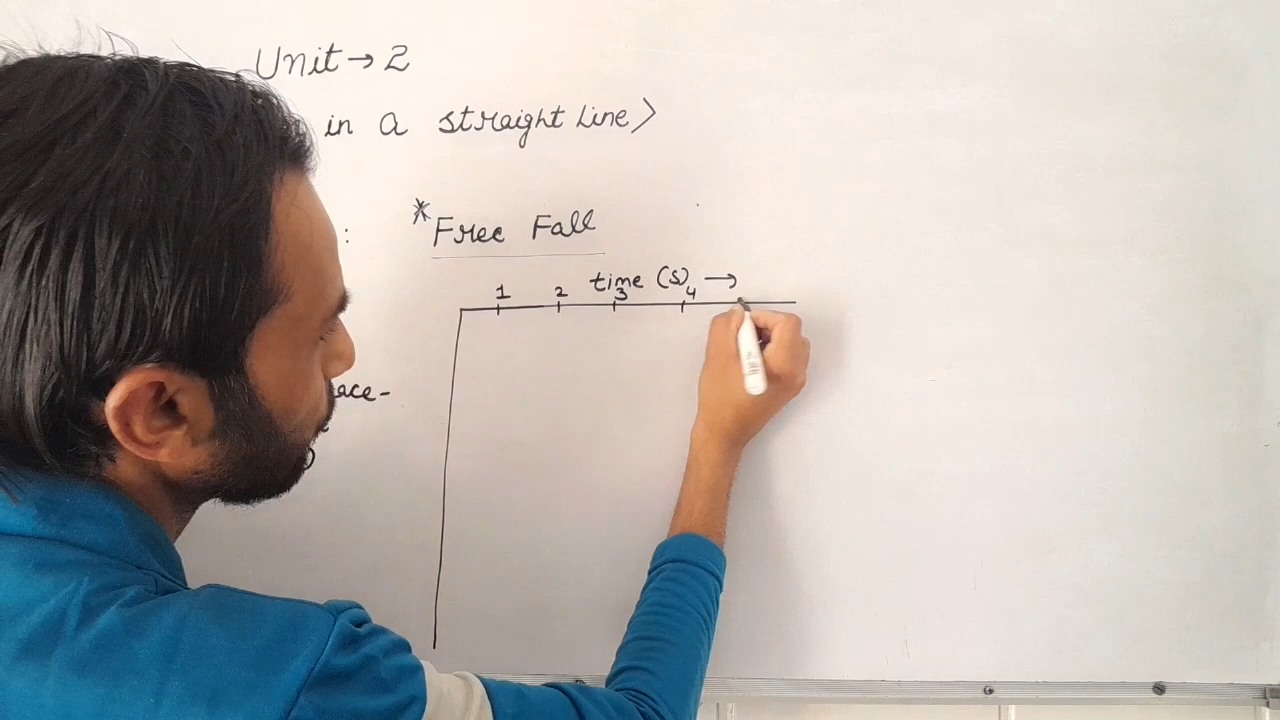 Unit → 2
in a straight Line>
:
* Free Fall
time (s) →
1 2 3 4
ace-